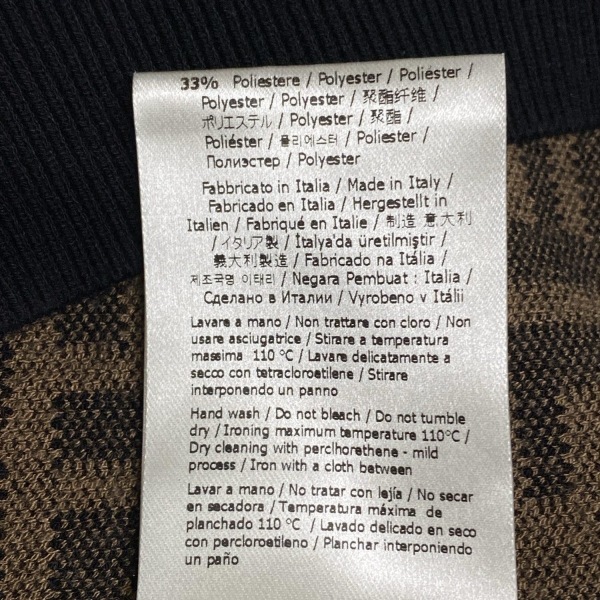 33% Poliestere / Polyester / Poliéster /
Polyester / Polyester / 聚酯纤维 /
ポリエステル / Polyester / 聚酯 /
Poliéster / 폴리에스터 / Poliester /
Полиэстер / Polyester
Fabbricato in Italia / Made in Italy /
Fabricado en Italia / Hergestellt in
Italien / Fabriqué en Italie / 制造 意大利
/ イタリア製 / İtalya'da üretilmiştir /
義大利製造 / Fabricado na Itália /
제조국명 이태리 / Negara Pembuat : Italia /
Сделано в Италии / Vyrobeno v Itálii
Lavare a mano / Non trattare con cloro / Non
usare asciugatrice / Stirare a temperatura
massima 110 °C / Lavare delicatamente a
secco con tetracloroetilene / Stirare
interponendo un panno
Hand wash / Do not bleach / Do not tumble
dry / Ironing maximum temperature 110°C /
Dry cleaning with perclhorethene - mild
process / Iron with a cloth between
Lavar a mano / No tratar con lejía / No secar
en secadora / Temperatura máxima de
planchado 110 °C / Lavado delicado en seco
con percloroetileno / Planchar interponiendo
un paño